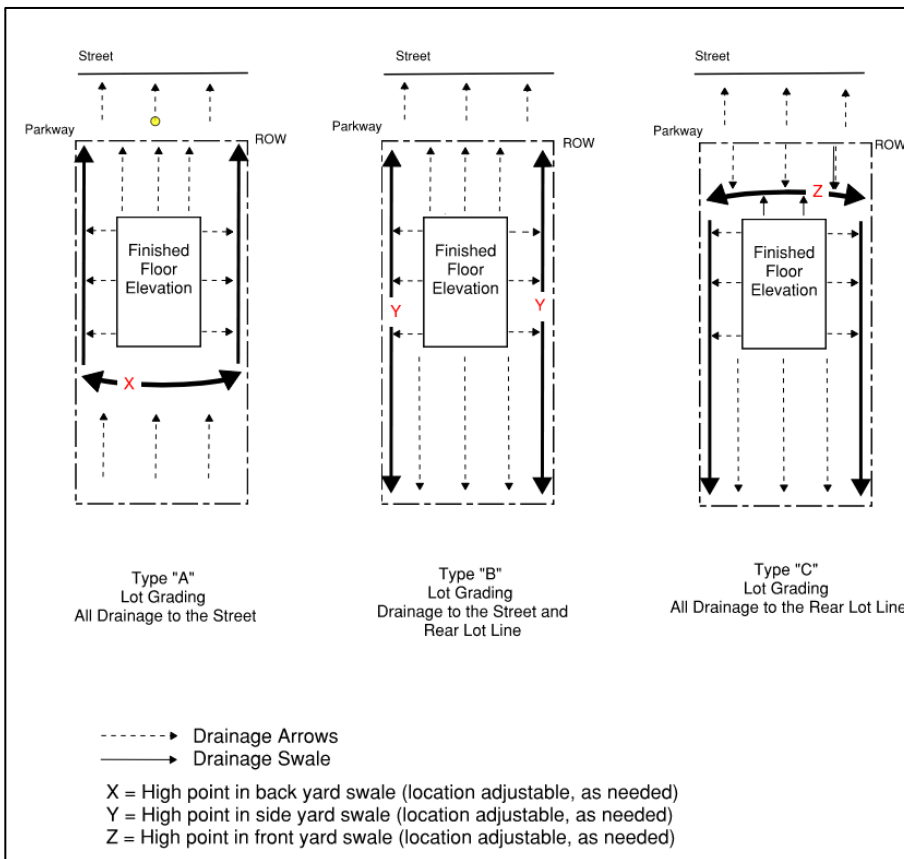 Street
Street
Street
Parkway
ROW
Parkway
ROW
Parkway
ROW
Z
Finished
Floor
Elevation
Finished
Floor
Elevation
Finished
Floor
Elevation
Y
Y
X
Type "A"
Lot Grading
All Drainage to the Street
Type "B"
Lot Grading
Drainage to the Street and
Rear Lot Line
Type "C"
Lot Grading
All Drainage to the Rear Lot Line
Drainage Arrows
Drainage Swale
X = High point in back yard swale (location adjustable, as needed)
Y = High point in side yard swale (location adjustable, as needed)
Z = High point in front yard swale (location adjustable, as needed)